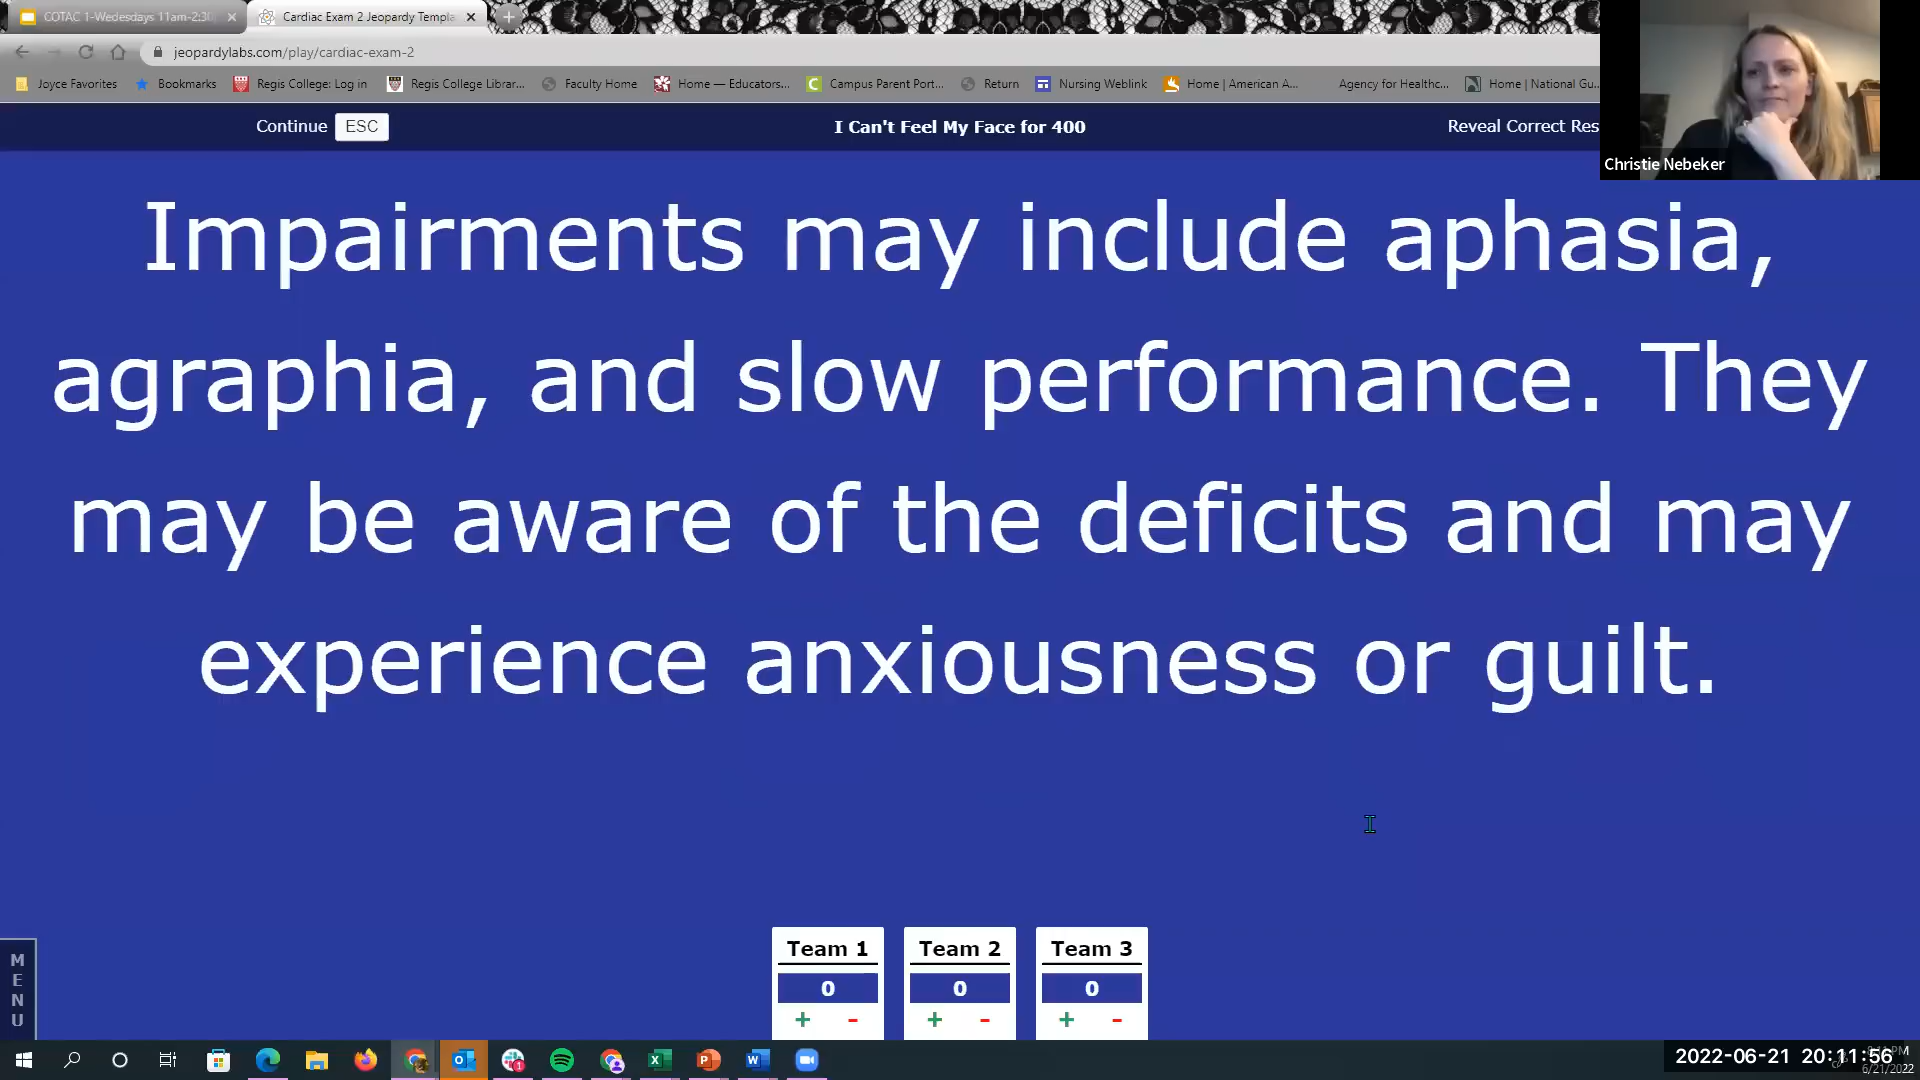 COTAC 1-Wedesdays 11am-2:30
Cardiac Exam 2 Jeopardy Templa
jeopardylabs.com/play/cardiac-exam-2
Joyce Favorites Bookmarks Regis College: Log in Regis College Librar... Faculty Home Home — Educators... Campus Parent Port... Return Nursing Weblink Home | American A... Agency for Healthc... Home | National Gu...
Continue ESC
I Can't Feel My Face for 400
Reveal Correct Res
Christie Nebeker
Impairments may include aphasia,
agraphia, and slow performance. They
may be aware of the deficits and may
experience anxiousness or guilt.
MENU
Team 1 Team 2 Team 3
0 0 0
+ - + - + -
2022-06-21 20:11:56
6/21/2022